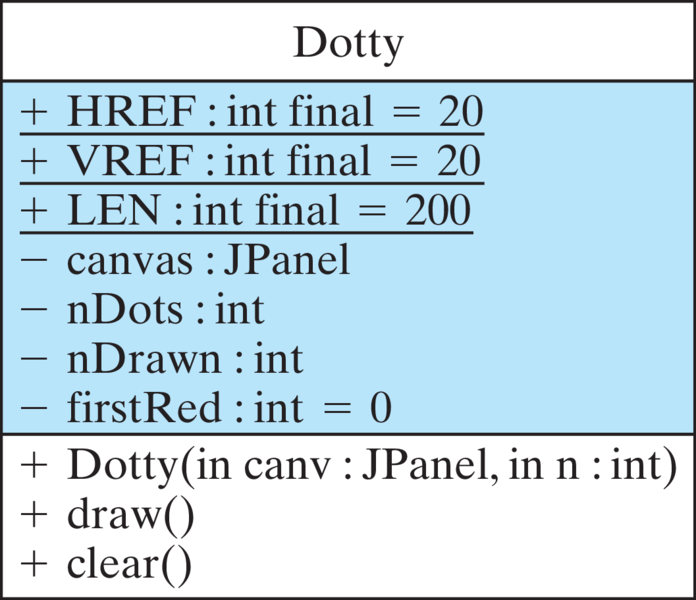 Dotty
+ HREF : int final = 20
+ VREF : int final = 20
+ LEN : int final = 200
− canvas : JPanel
− nDots : int
− nDrawn : int
− firstRed : int = 0
+ Dotty(in canv : JPanel, in n : int)
+ draw()
+ clear()